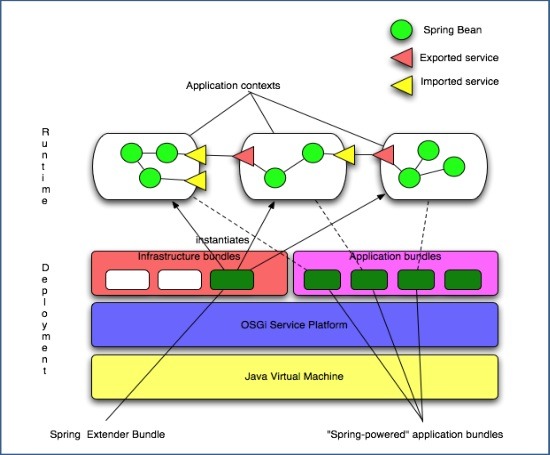 Spring Bean
Exported service
Imported service
Application contexts
Runtime
instantiates
Infrastructure bundles
Application bundles
Deployment
OSGi Service Platform
Java Virtual Machine
Spring Extender Bundle
"Spring-powered" application bundles